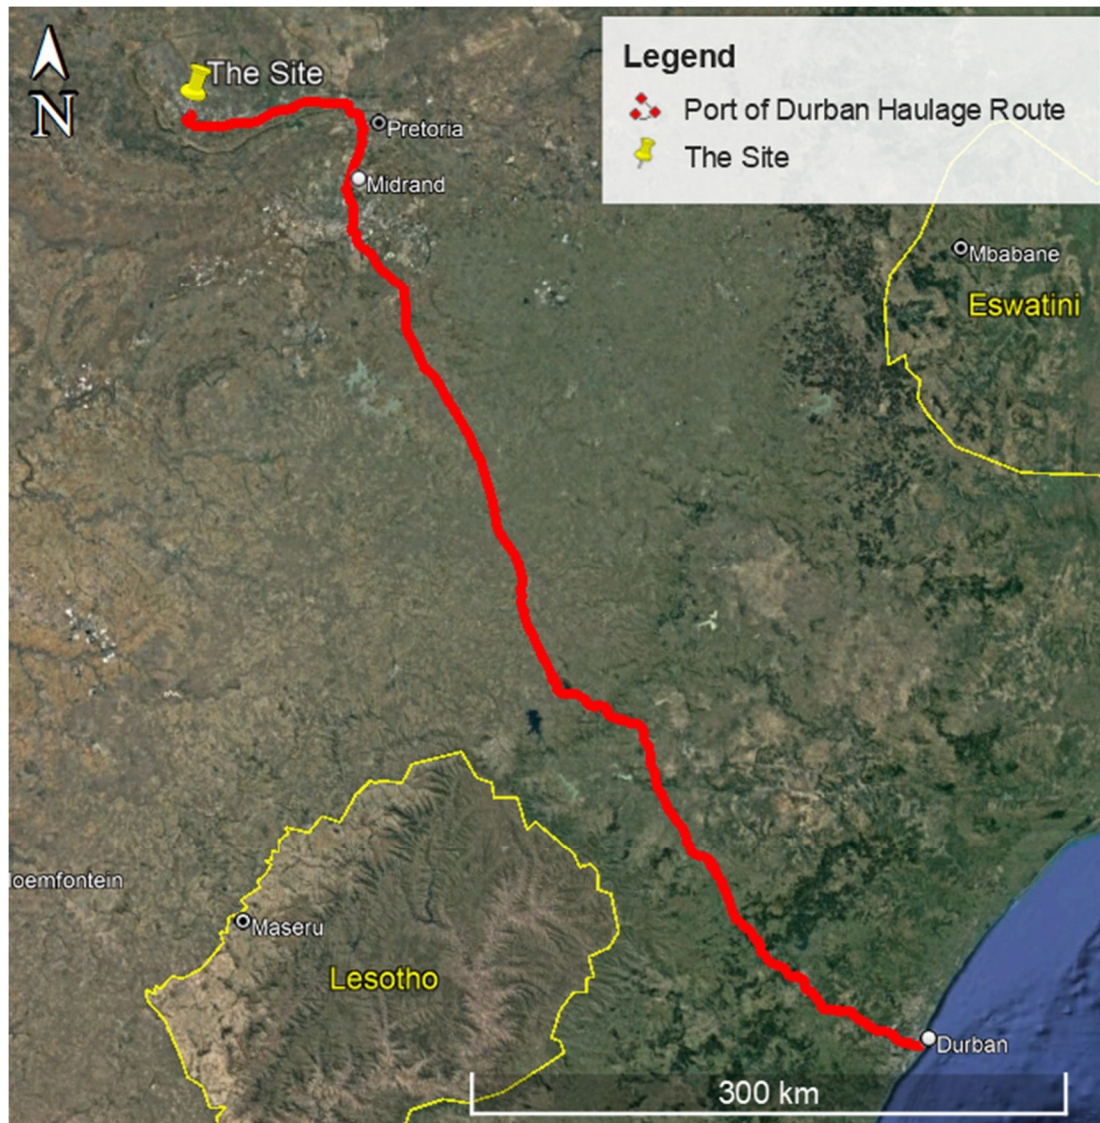 N
The Site
Pretoria
Midrand
Legend
Port of Durban Haulage Route
The Site
Mbabane
Eswatini
loemfontein
Maseru
Lesotho
Durban
300 km